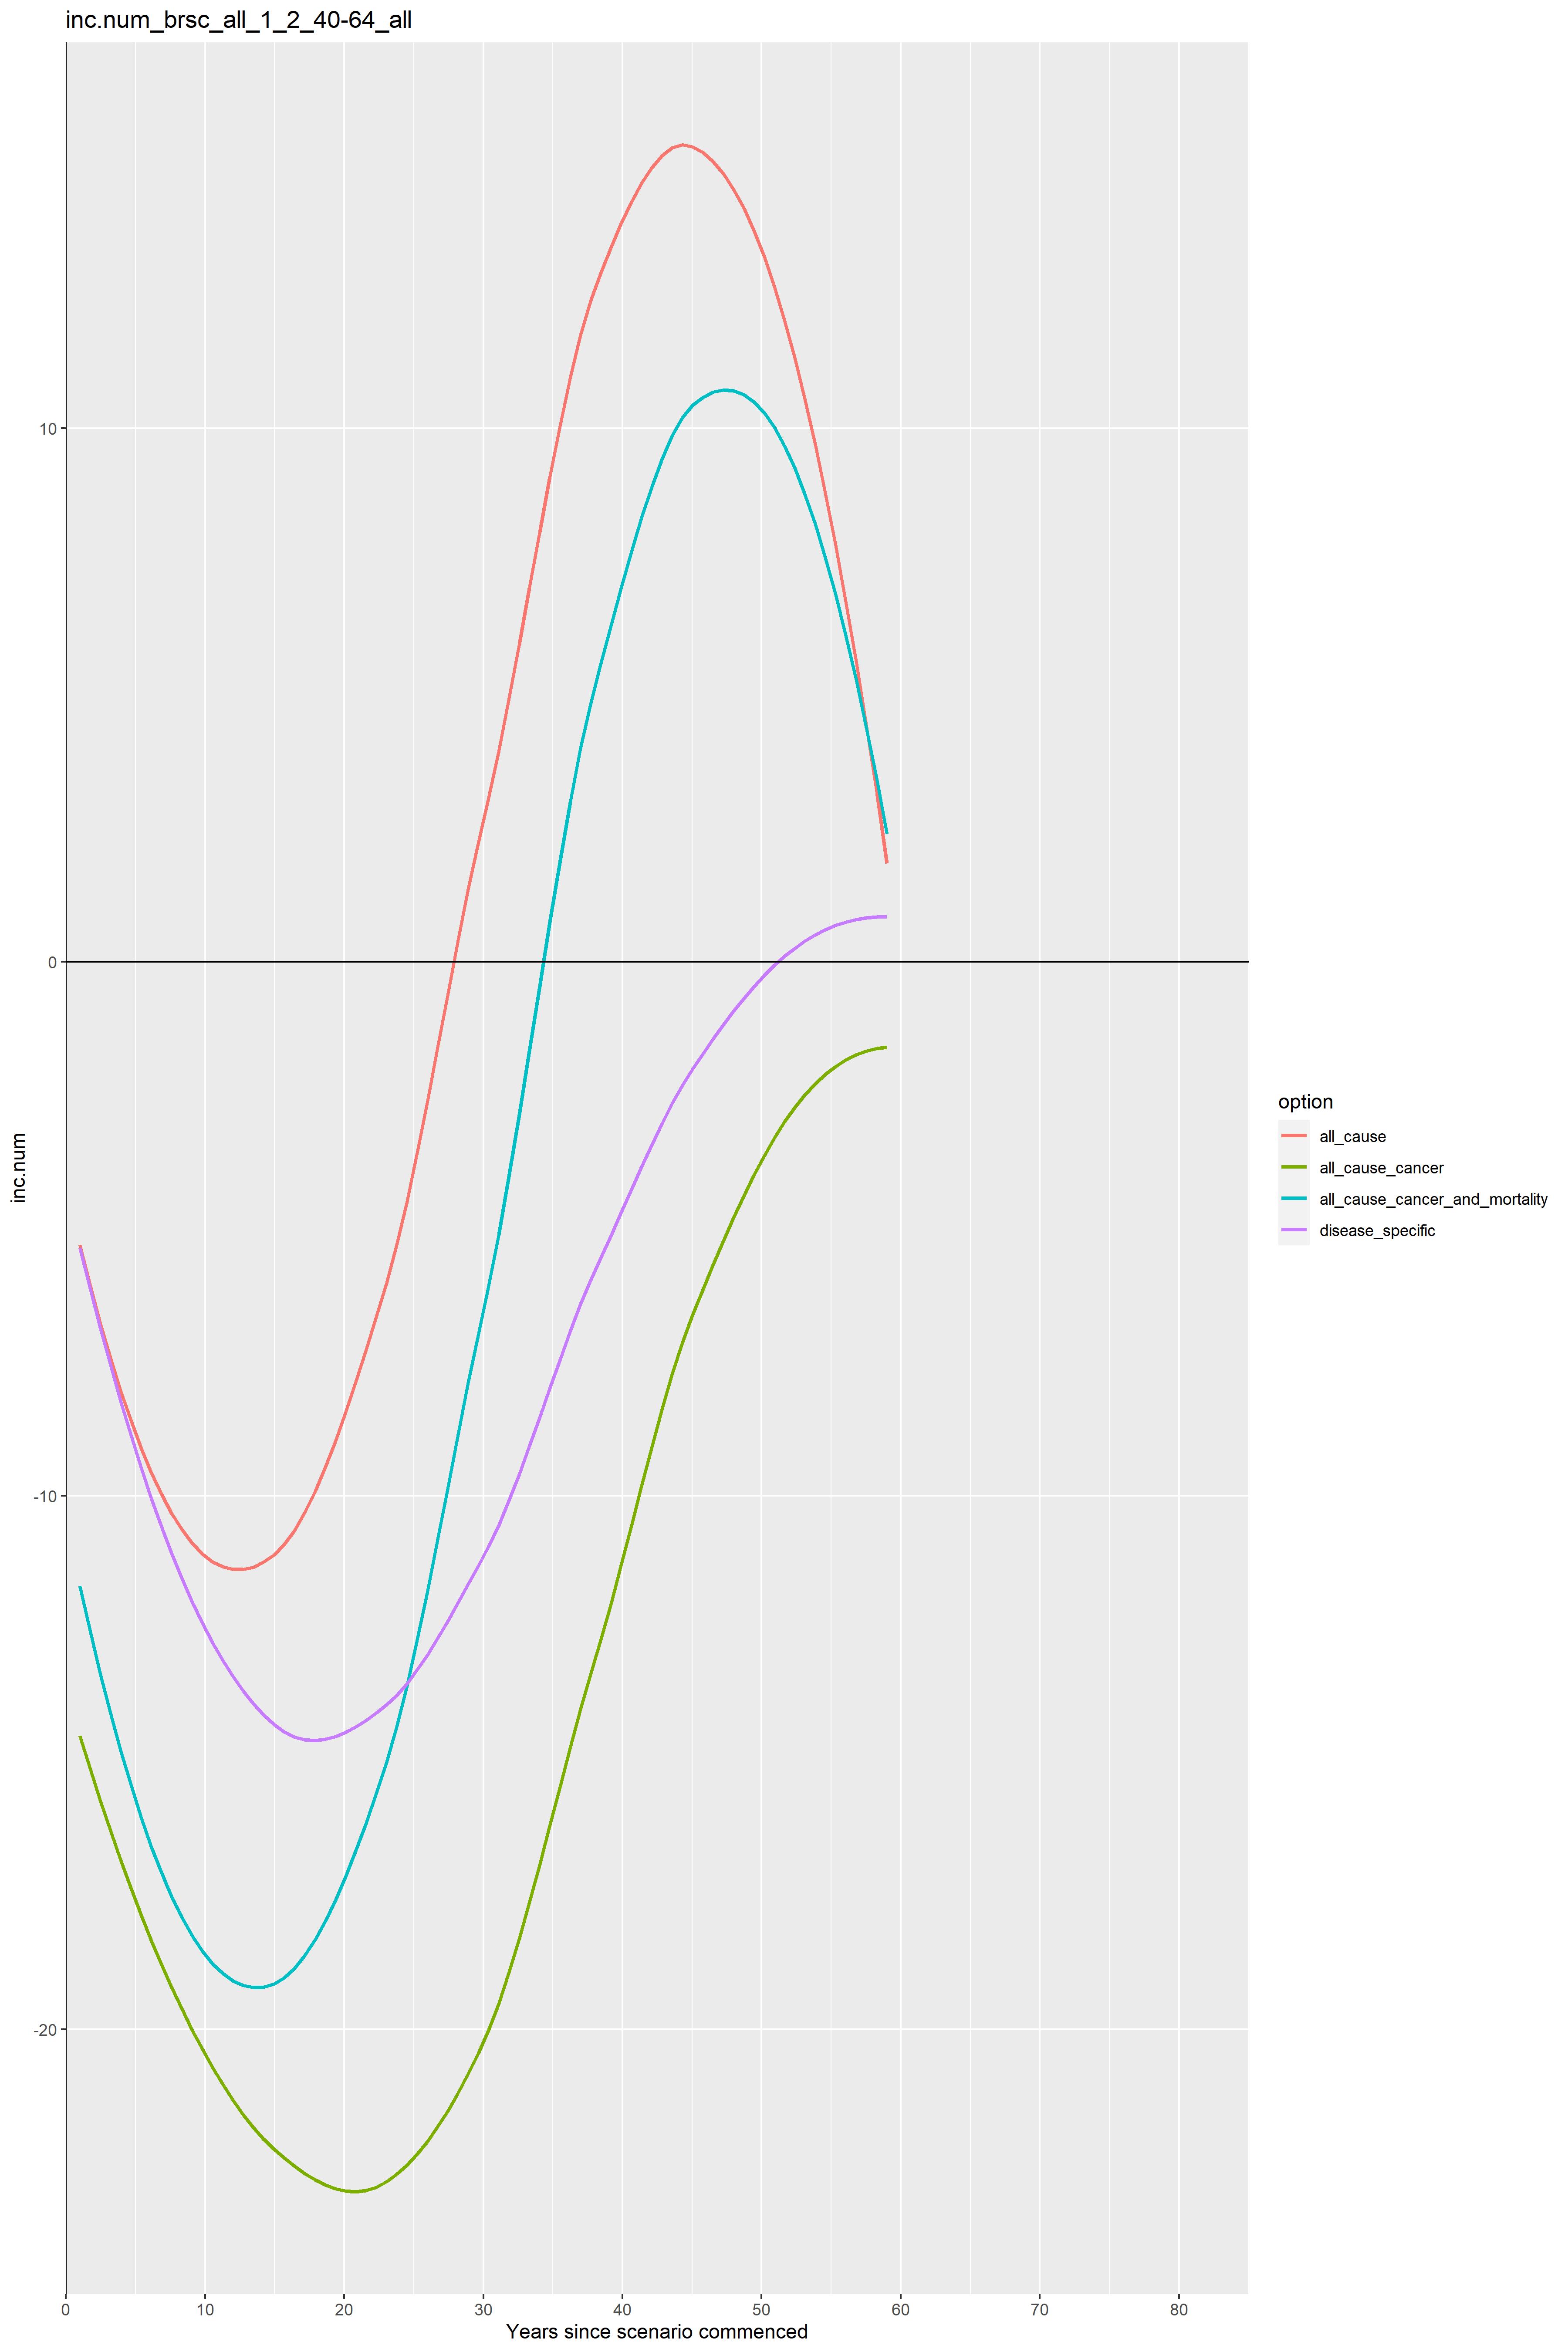 inc.num_brsc_all_1_2_40-64_all
10
0
-10
-20
inc.num
0 10 20 30 40 50 60 70 80
Years since scenario commenced
option
all_cause
all_cause_cancer
all_cause_cancer_and_mortality
disease_specific